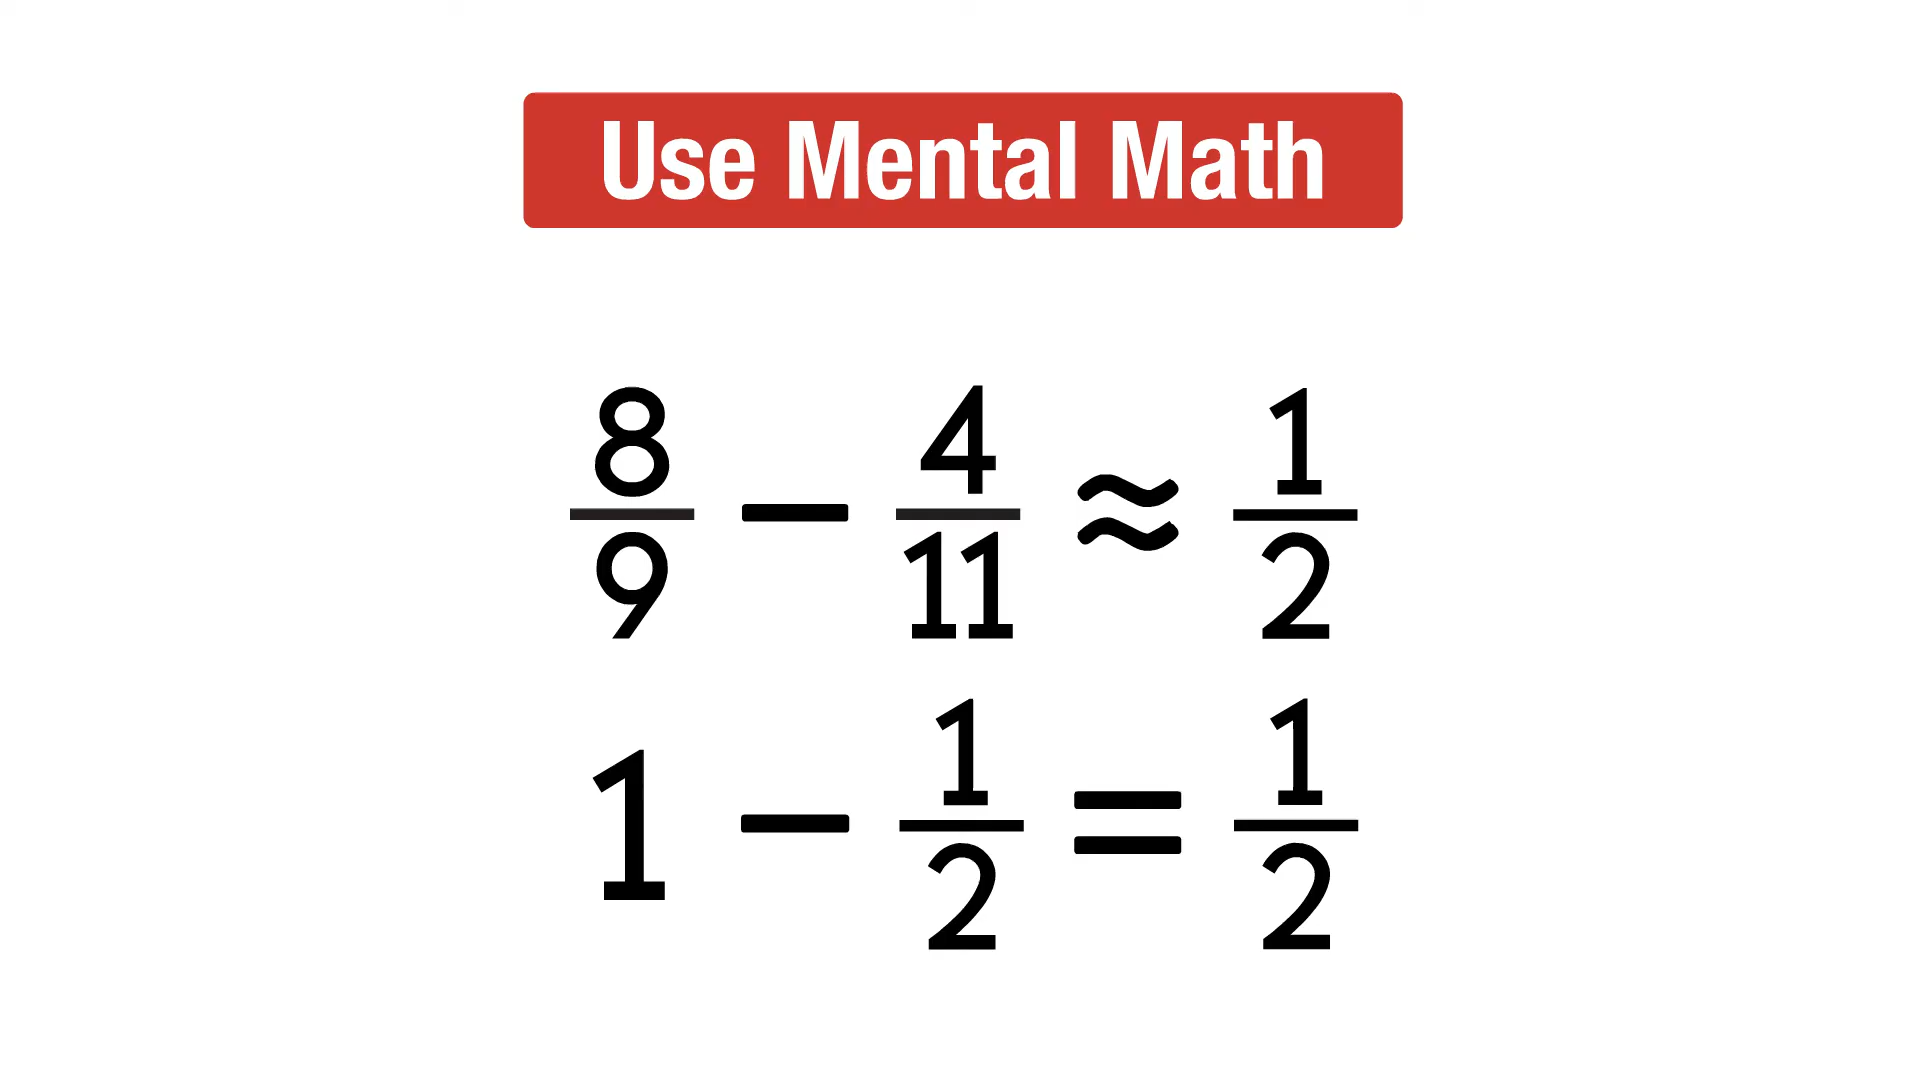 Use Mental Math
8/9 − 4/11 ≈ 1/2
1 − 1/2 = 1/2